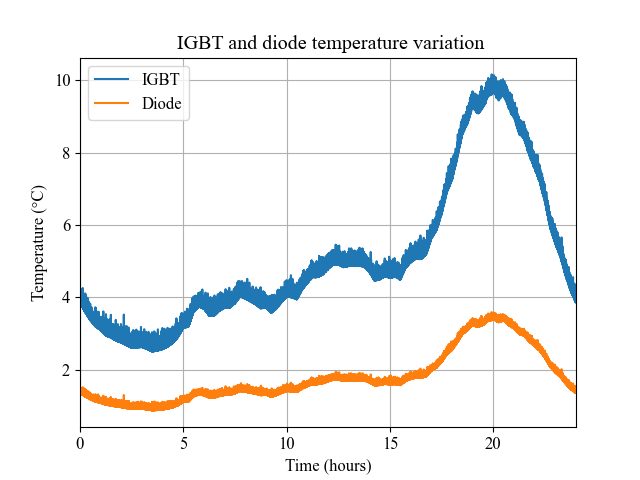 IGBT and diode temperature variation
IGBT
Diode
Temperature (°C)
10
8
6
4
2
0
5
10
15
20
Time (hours)